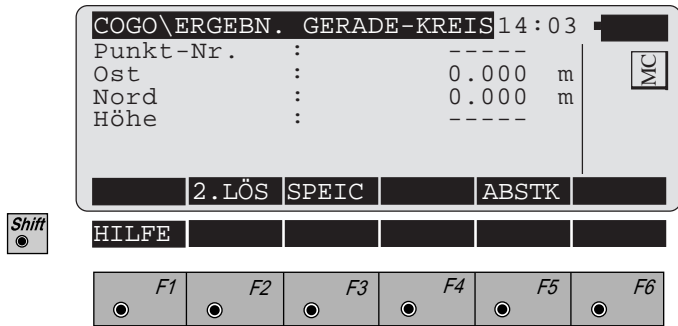 COGO\ERGEBN. GERADE-KREIS 14:03
Punkt-Nr. : -----
Ost : 0.000 m
Nord : 0.000 m
Höhe : -----
MC
2.LÖS SPEIC ABSTK
Shift
HILFE
F1 F2 F3 F4 F5 F6